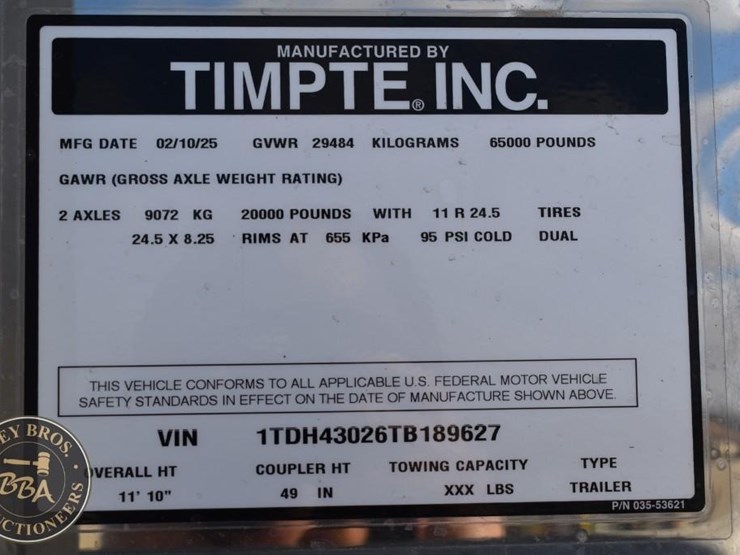 MANUFACTURED BY
TIMPTE® INC.
MFG DATE 02/10/25 GVWR 29484 KILOGRAMS 65000 POUNDS
GAWR (GROSS AXLE WEIGHT RATING)
2 AXLES 9072 KG 20000 POUNDS WITH 11 R 24.5 TIRES
24.5 X 8.25 RIMS AT 655 KPa 95 PSI COLD DUAL
THIS VEHICLE CONFORMS TO ALL APPLICABLE U.S. FEDERAL MOTOR VEHICLE
SAFETY STANDARDS IN EFFECT ON THE DATE OF MANUFACTURE SHOWN ABOVE.
VIN 1TDH43026TB189627
VERALL HT COUPLER HT TOWING CAPACITY TYPE
11' 10" 49 IN XXX LBS TRAILER
P/N 035-53621
EY BROS.
BBA
CTIONEERS